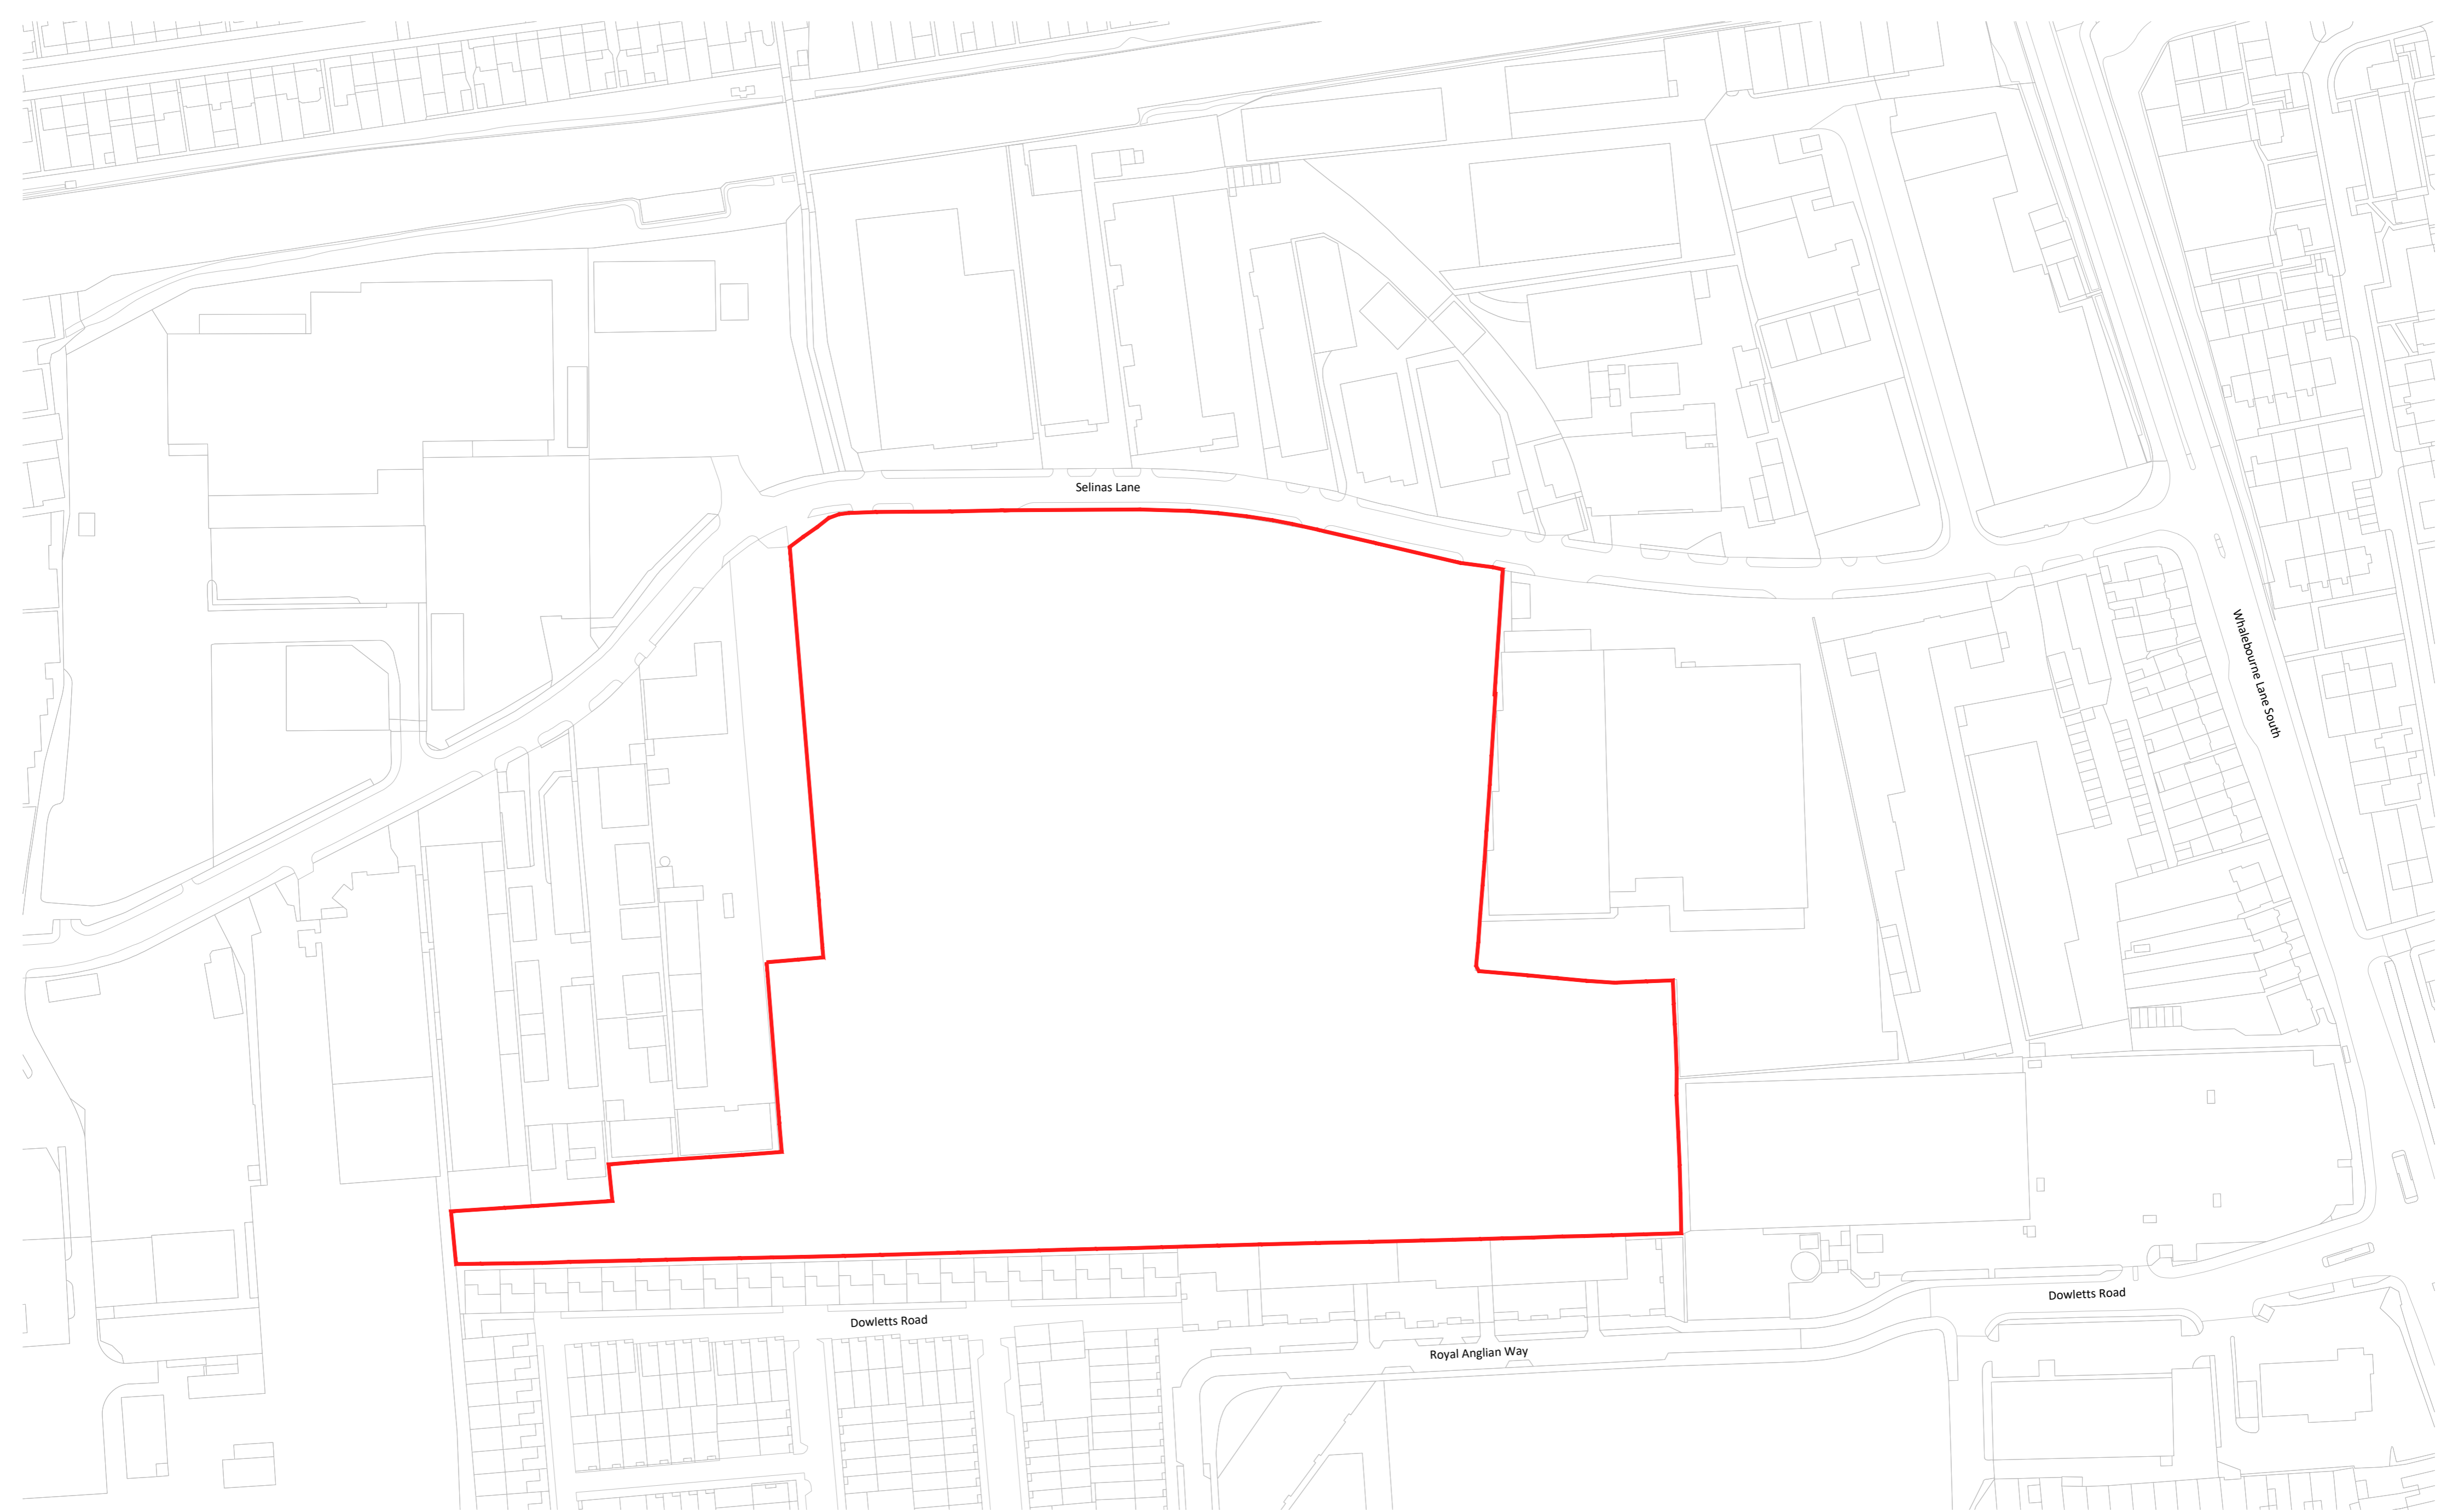 Selinas Lane
Whalebourne Lane South
Dowletts Road
Dowletts Road
Royal Anglian Way